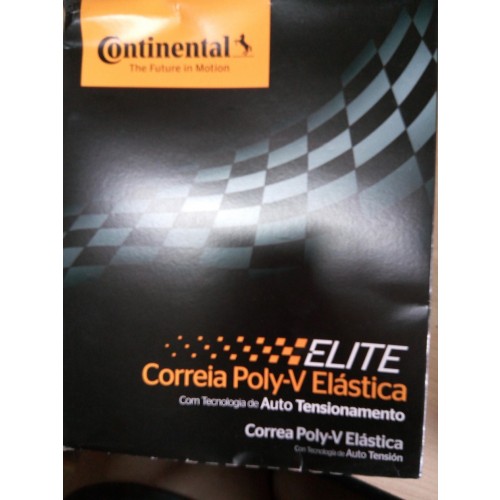 Continental
The Future in Motion
ELITE
Correia Poly-V Elástica
Com Tecnologia de Auto Tensionamento
Correa Poly-V Elástica
Con Tecnología de Auto Tensión